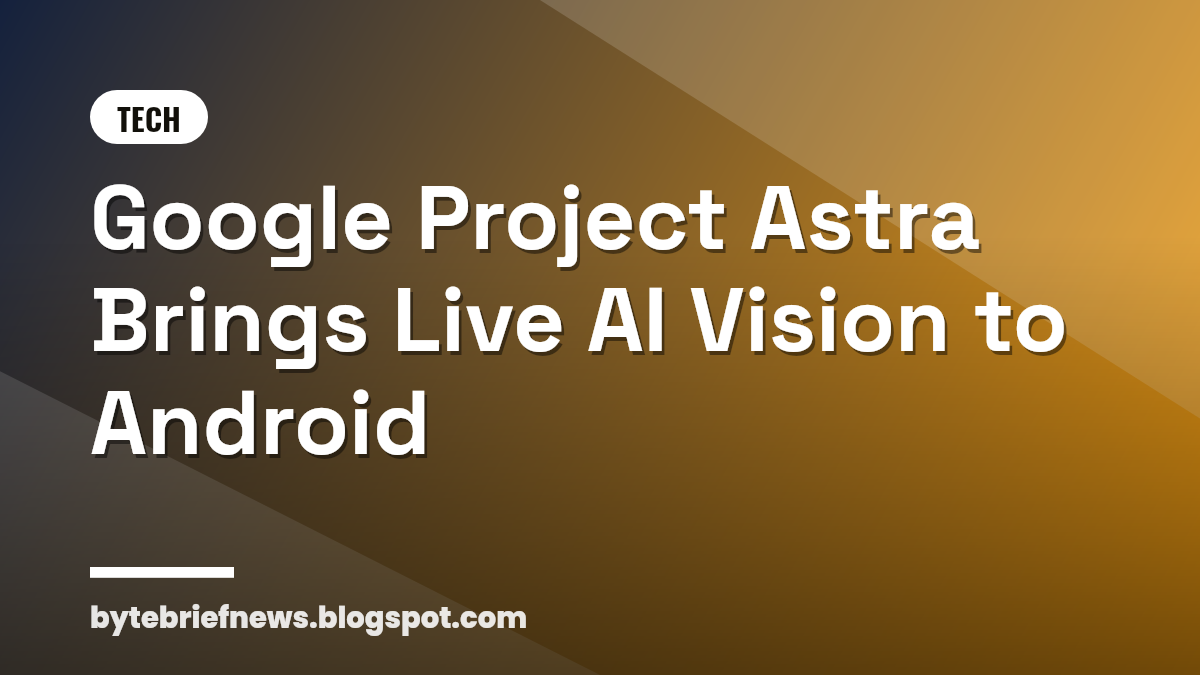 TECH
Google Project Astra
Brings Live AI Vision to
Android
bytebriefnews.blogspot.com